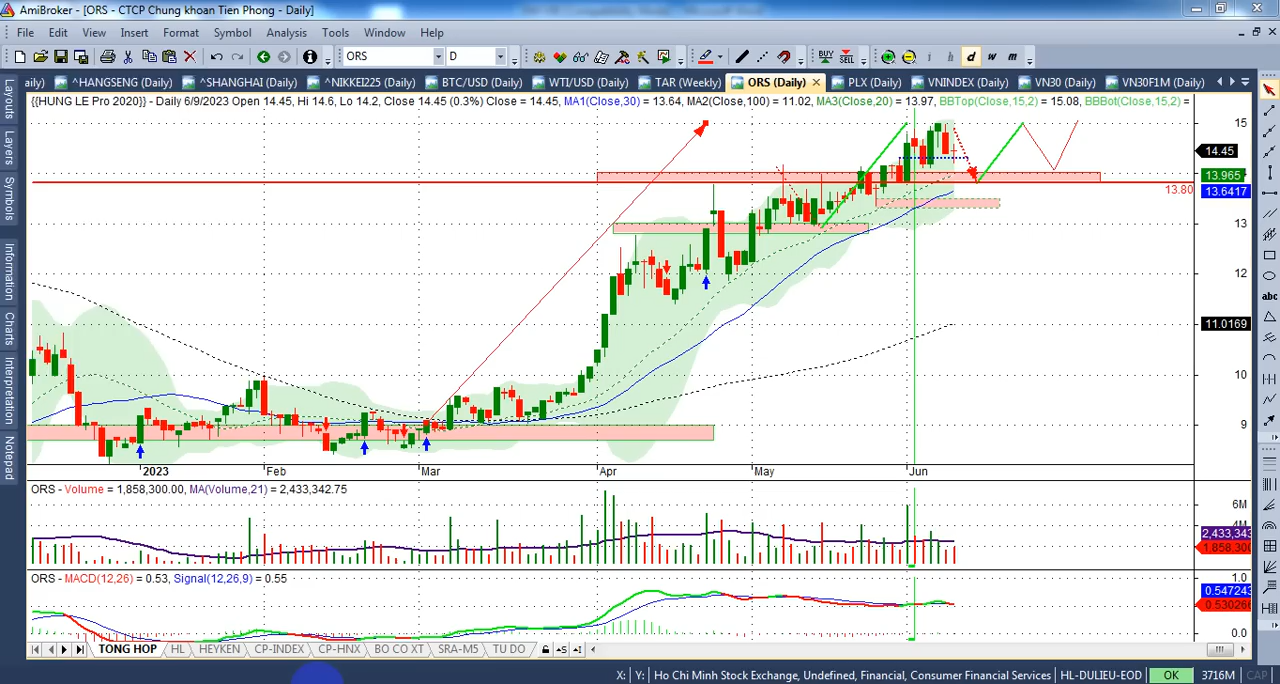 AmiBroker - [ORS - CTCP Chung khoan Tien Phong - Daily]
File Edit View Insert Format Symbol Analysis Tools Window Help
ORS D BUY SELL i h d w m
aily) ^HANGSENG (Daily) ^SHANGHAI (Daily) ^NIKKEI225 (Daily) BTC/USD (Daily) WTI/USD (Daily) TAR (Weekly) ORS (Daily) PLX (Daily) VNINDEX (Daily) VN30 (Daily) VN30F1M (Daily)
{{HUNG LE Pro 2020}} - Daily 6/9/2023 Open 14.45, Hi 14.6, Lo 14.2, Close 14.45 (0.3%) Close = 14.45, MA1(Close,30) = 13.64, MA2(Close,100) = 11.02, MA3(Close,20) = 13.97, BBTop(Close,15,2) = 15.08, BBBot(Close,15,2) =
Layouts
Layers
Symbols
Information
Charts
Interpretation
Notepad
abc
15
14.45
13.965
13.80
13.6417
13
12
11.0169
10
9
2023 Feb Mar Apr May Jun
ORS - Volume = 1,858,300.00, MA(Volume,21) = 2,433,342.75
6M
4M
2,433,343
1,858,300
ORS - MACD(12,26) = 0.53, Signal(12,26,9) = 0.55
1.0
0.547243
0.530266
0.0
TONG HOP HL HEYKEN CP-INDEX CP-HNX BO CO XT SRA-M5 TU DO
X: Y: Ho Chi Minh Stock Exchange, Undefined, Financial, Consumer Financial Services HL-DULIEU-EOD OK 3716M CAP